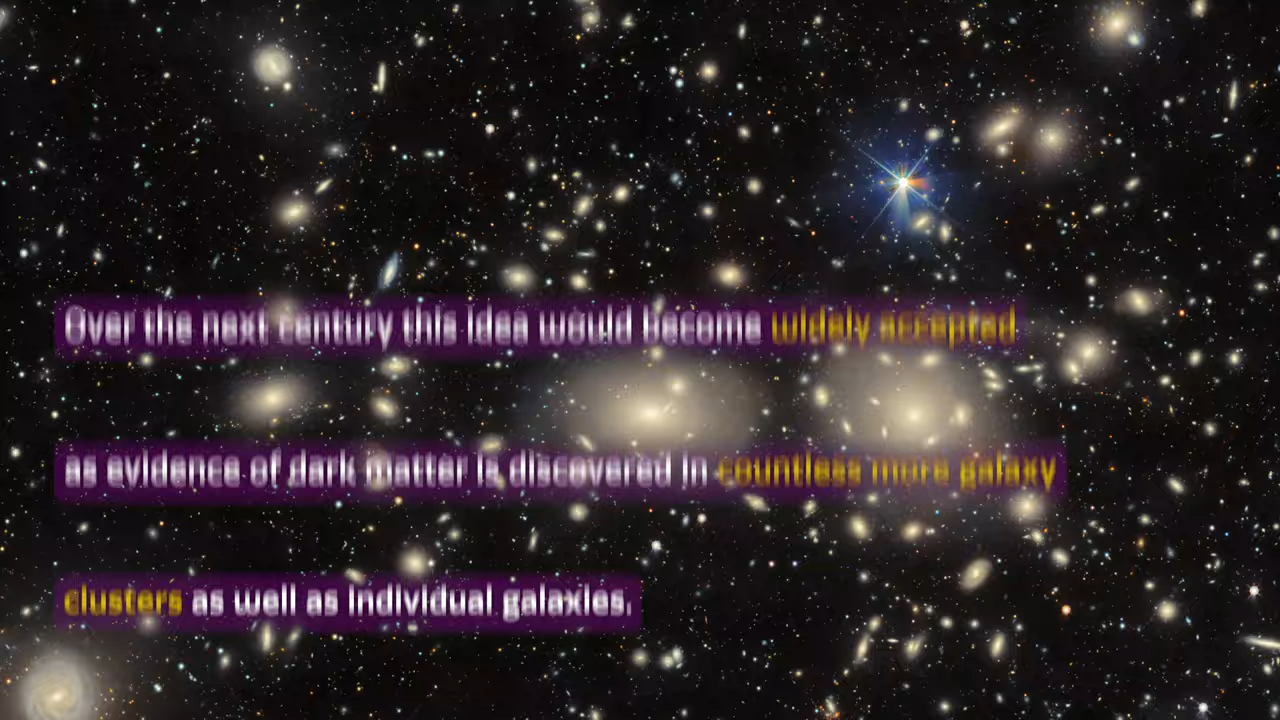 Over the next century this idea would become widely accepted
as evidence of dark matter is discovered in countless more galaxy
clusters as well as individual galaxies.